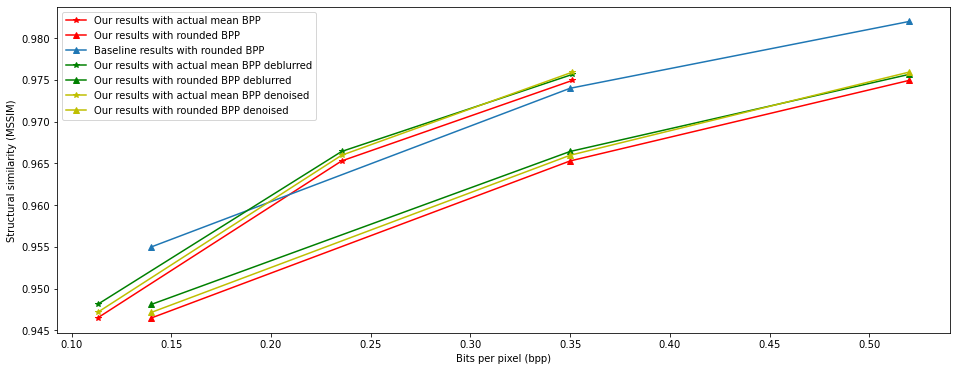 Our results with actual mean BPP
Our results with rounded BPP
Baseline results with rounded BPP
Our results with actual mean BPP deblurred
Our results with rounded BPP deblurred
Our results with actual mean BPP denoised
Our results with rounded BPP denoised
Structural similarity (MSSIM)
0.980
0.975
0.970
0.965
0.960
0.955
0.950
0.945
0.10 0.15 0.20 0.25 0.30 0.35 0.40 0.45 0.50
Bits per pixel (bpp)